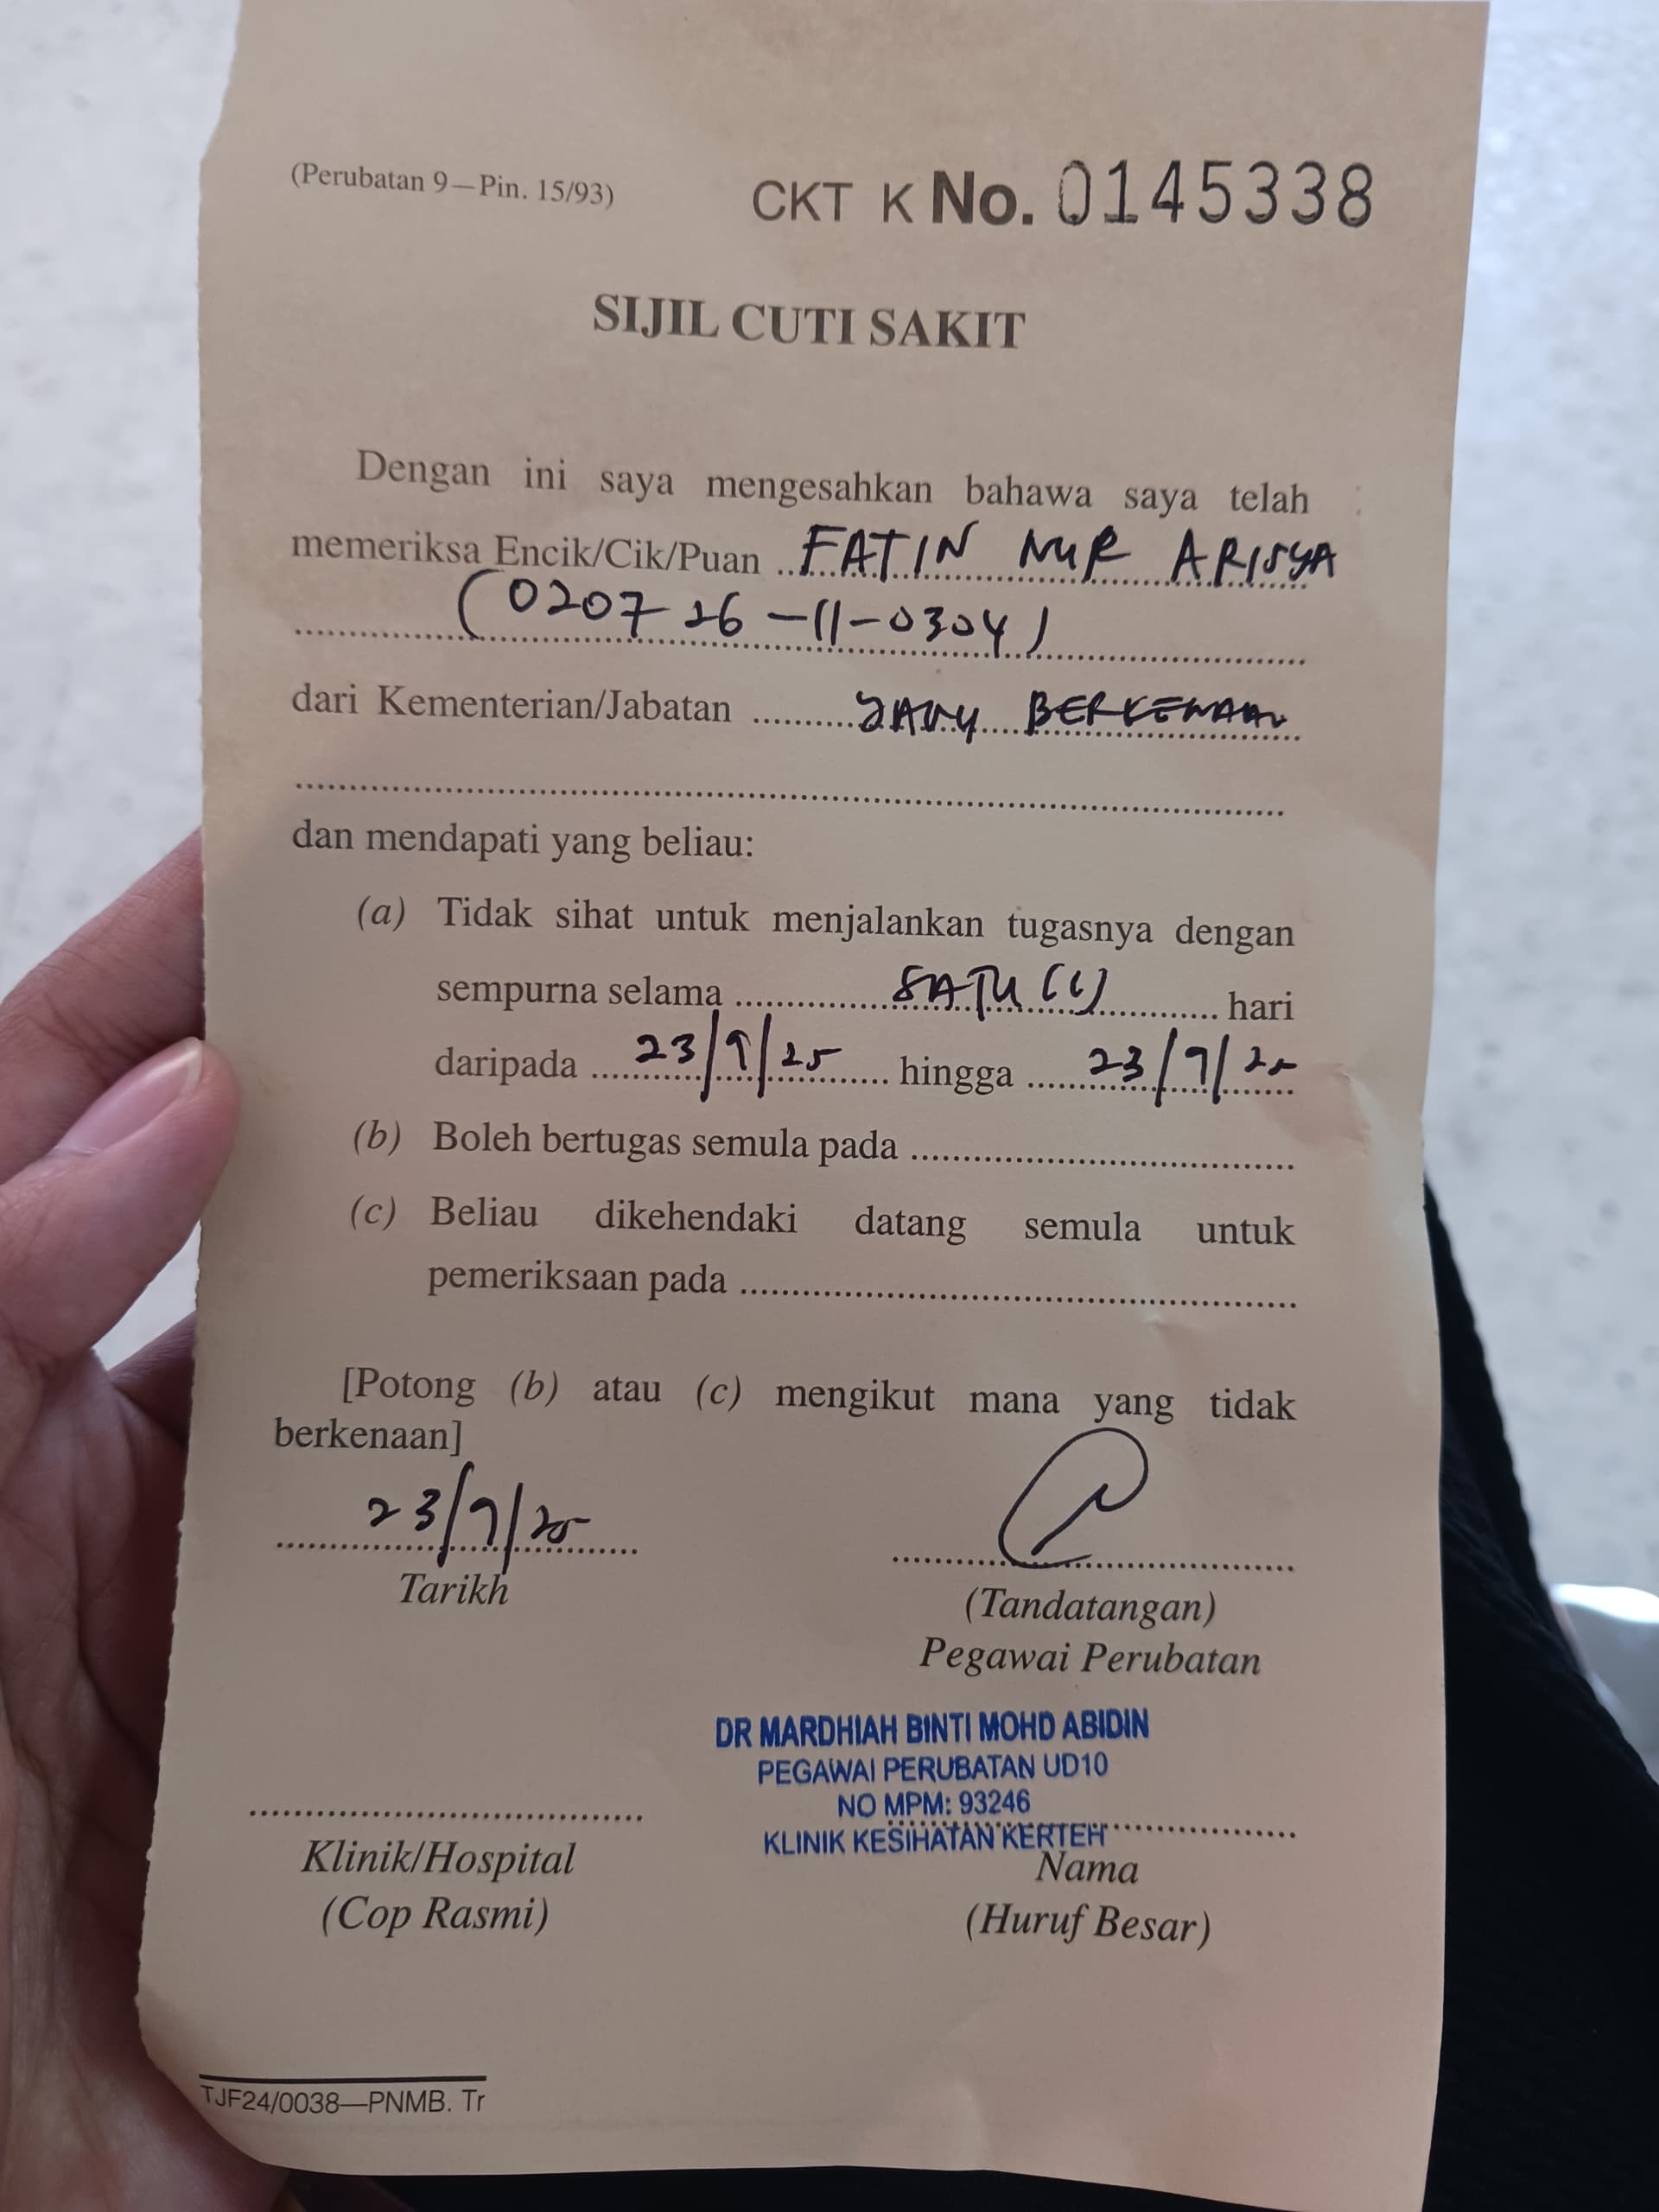 (Perubatan 9—Pin. 15/93)
CKT K No. 0145338
SIJIL CUTI SAKIT
Dengan ini saya mengesahkan bahawa saya telah
memeriksa Encik/Cik/Puan FATIN NUR ARISYA
(020726-11-0304)
dari Kementerian/Jabatan YANG BERKENAAN
dan mendapati yang beliau:
(a) Tidak sihat untuk menjalankan tugasnya dengan
sempurna selama SATU (1) hari
daripada 23/9/25 hingga 23/9/25
(b) Boleh bertugas semula pada
(c) Beliau dikehendaki datang semula untuk
pemeriksaan pada
[Potong (b) atau (c) mengikut mana yang tidak
berkenaan]
23/9/25
Tarikh
(Tandatangan)
Pegawai Perubatan
DR MARDHIAH BINTI MOHD ABIDIN
PEGAWAI PERUBATAN UD10
NO MPM: 93246
KLINIK KESIHATAN KERTEH
Klinik/Hospital
(Cop Rasmi)
Nama
(Huruf Besar)
TJF24/0038—PNMB. Tr